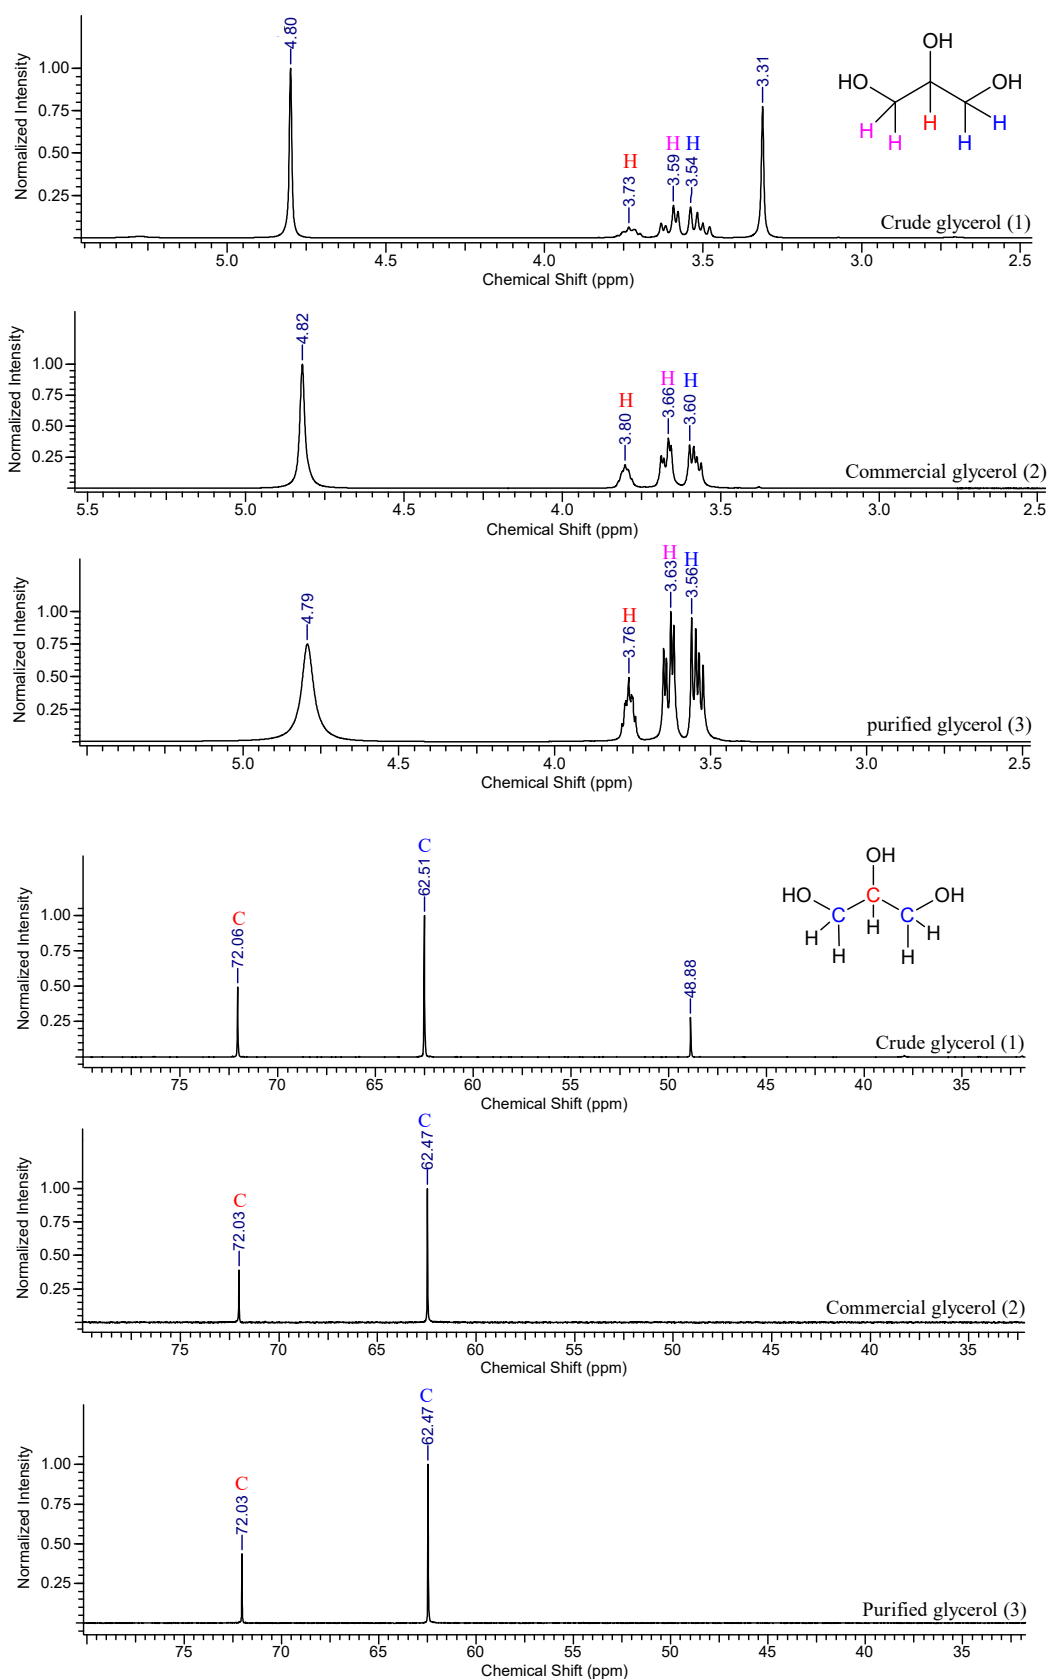 Normalized Intensity
1.00
0.75
0.50
0.25
4.80
H
3.73
H H
3.59
3.54
3.31
OH
HO OH
H H H H H
Crude glycerol (1)
5.0 4.5 4.0 3.5 3.0 2.5
Chemical Shift (ppm)
Normalized Intensity
1.00
0.75
0.50
0.25
4.82
H
3.80
H H
3.66
3.60
Commercial glycerol (2)
5.5 5.0 4.5 4.0 3.5 3.0 2.5
Chemical Shift (ppm)
Normalized Intensity
1.00
0.75
0.50
0.25
4.79
H
3.76
H H
3.63
3.56
purified glycerol (3)
5.0 4.5 4.0 3.5 3.0 2.5
Chemical Shift (ppm)
Normalized Intensity
1.00
0.75
0.50
0.25
C
72.06
C
62.51
48.88
OH
HO C C C OH
H H H H H
Crude glycerol (1)
75 70 65 60 55 50 45 40 35
Chemical Shift (ppm)
Normalized Intensity
1.00
0.75
0.50
0.25
C
72.03
C
62.47
Commercial glycerol (2)
75 70 65 60 55 50 45 40 35
Chemical Shift (ppm)
Normalized Intensity
1.00
0.75
0.50
0.25
C
72.03
C
62.47
Purified glycerol (3)
75 70 65 60 55 50 45 40 35
Chemical Shift (ppm)